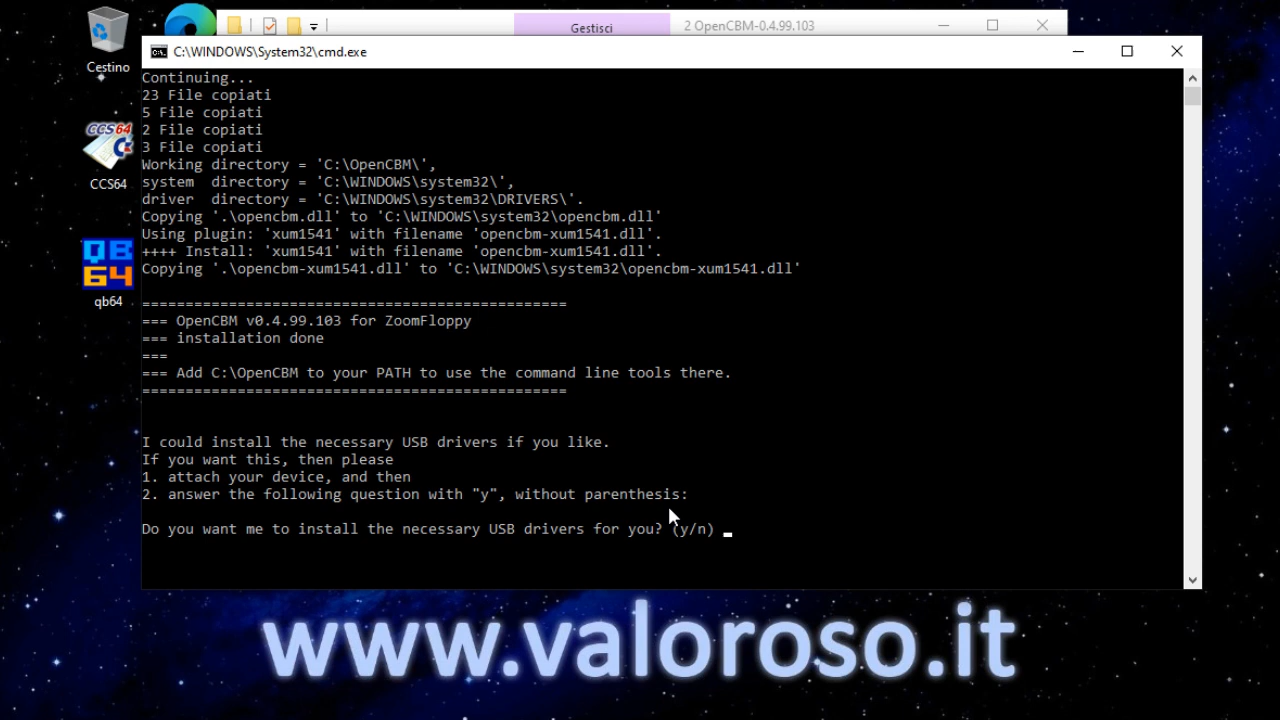 Gestisci
2 OpenCBM-0.4.99.103
C:\WINDOWS\System32\cmd.exe
Cestino
CCS64
CCS64
QB
64
qb64
Continuing...
23 File copiati
5 File copiati
2 File copiati
3 File copiati
Working directory = 'C:\OpenCBM\',
system  directory = 'C:\WINDOWS\system32\',
driver  directory = 'C:\WINDOWS\system32\DRIVERS\'.
Copying '.\opencbm.dll' to 'C:\WINDOWS\system32\opencbm.dll'
Using plugin: 'xum1541' with filename 'opencbm-xum1541.dll'.
++++ Install: 'xum1541' with filename 'opencbm-xum1541.dll'.
Copying '.\opencbm-xum1541.dll' to 'C:\WINDOWS\system32\opencbm-xum1541.dll'
=================================================
=== OpenCBM v0.4.99.103 for ZoomFloppy
=== installation done
===
=== Add C:\OpenCBM to your PATH to use the command line tools there.
=================================================
I could install the necessary USB drivers if you like.
If you want this, then please
1. attach your device, and then
2. answer the following question with "y", without parenthesis:
Do you want me to install the necessary USB drivers for you? (y/n)
www.valoroso.it